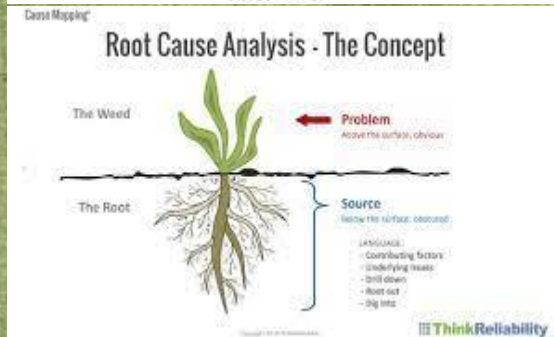 Cause Mapping®
Root Cause Analysis - The Concept
The Weed
Problem
Above the surface, obvious
The Root
Source
Below the surface, obscured
LANGUAGE:
- Contributing factors
- Underlying issues
- Drill down
- Root out
- Dig into
ThinkReliability